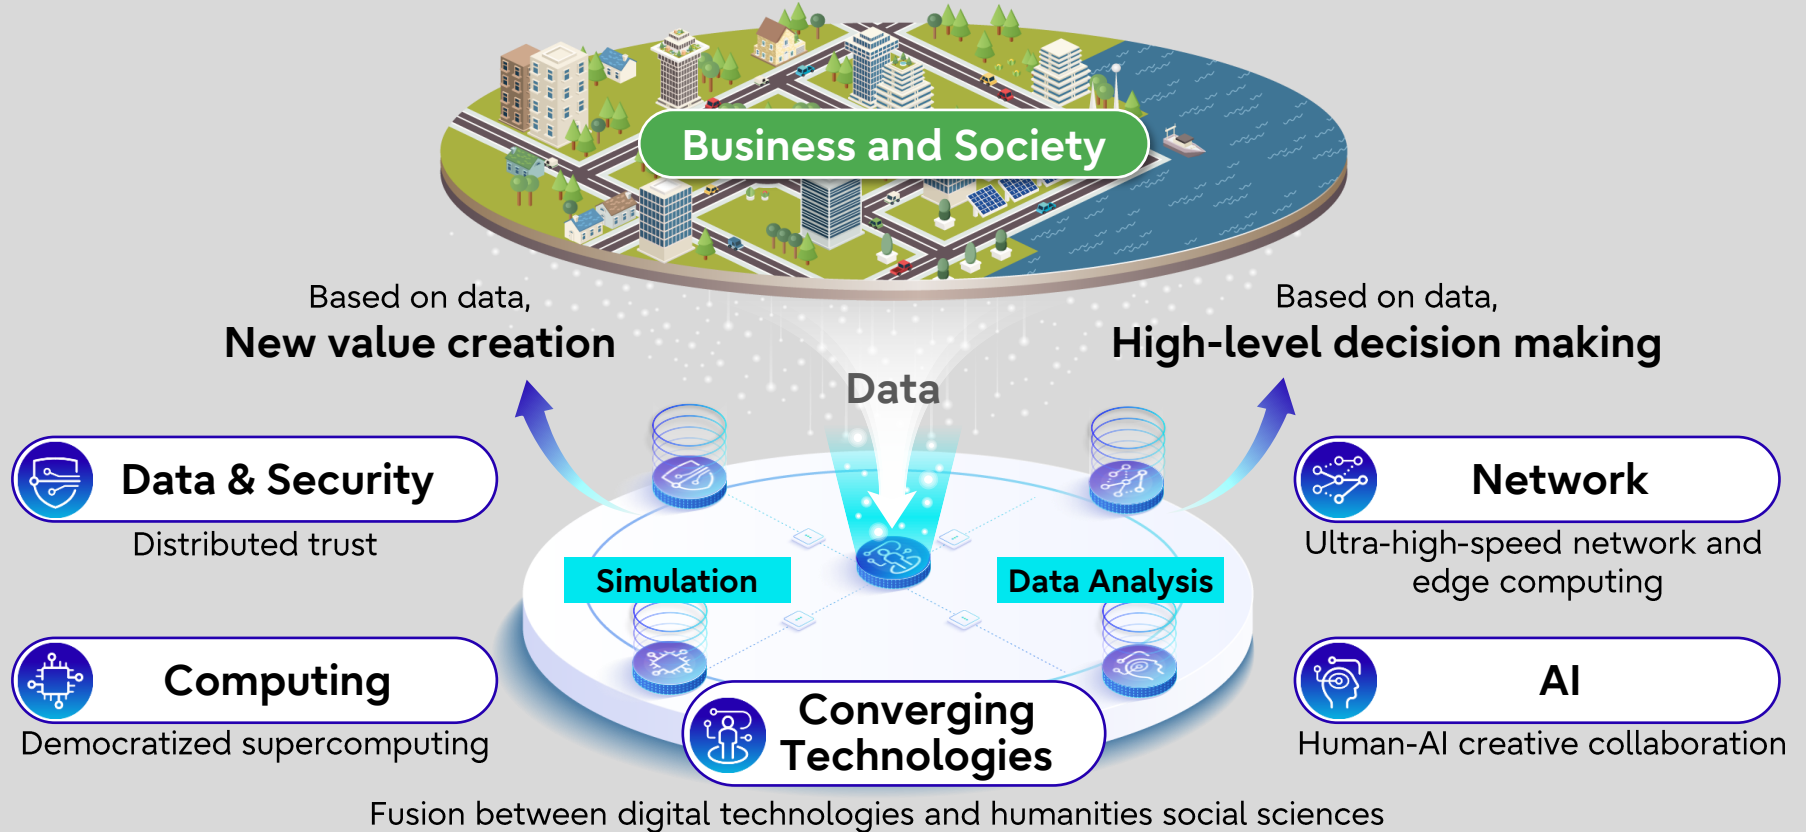 Business and Society
Based on data,
New value creation
Based on data,
High-level decision making
Data
Data & Security
Distributed trust
Network
Ultra-high-speed network and
edge computing
Simulation
Data Analysis
Computing
Democratized supercomputing
AI
Human-AI creative collaboration
Converging
Technologies
Fusion between digital technologies and humanities social sciences